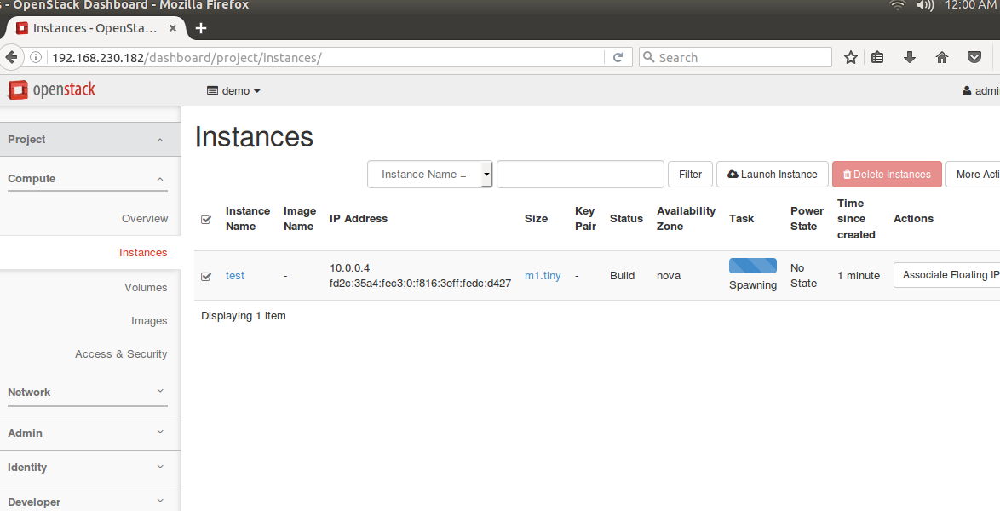 s - OpenStack Dashboard - Mozilla Firefox 12:00 AM
Instances - OpenSta... × +
192.168.230.182/dashboard/project/instances/ Search
openstack demo admi
Project
Compute
Overview
Instances
Volumes
Images
Access & Security
Network
Admin
Identity
Developer
Instances
Instance Name = Filter Launch Instance Delete Instances More Acti
Instance Name Image Name IP Address Size Key Pair Status Availability Zone Task Power State Time since created Actions
test - 10.0.0.4 m1.tiny - Build nova No State 1 minute Associate Floating IP
fd2c:35a4:fec3:0:f816:3eff:fedc:d427 Spawning
Displaying 1 item